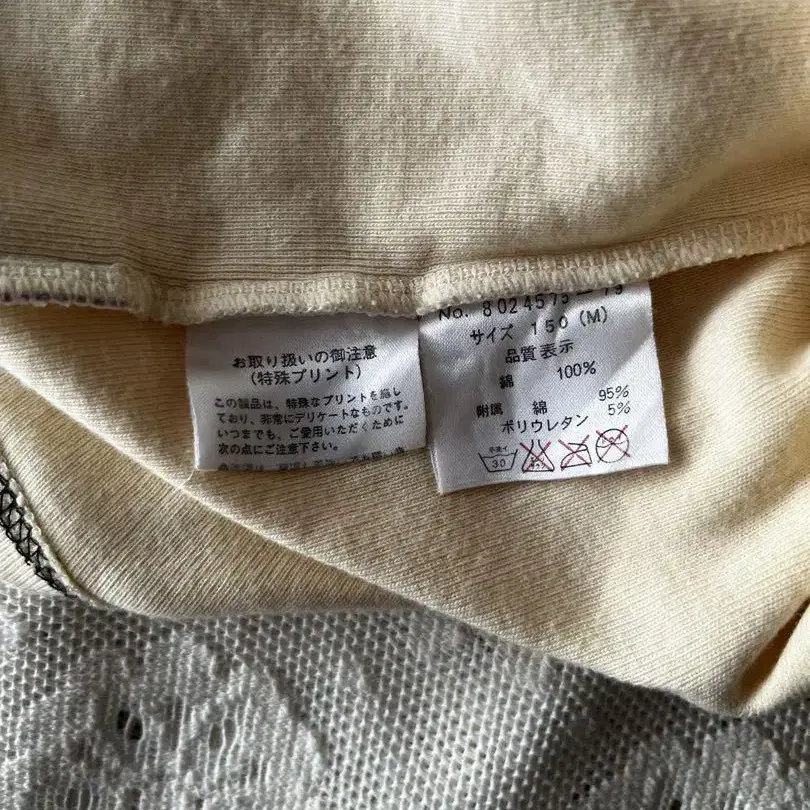 お取り扱いの御注意
(特殊プリント)
この製品は、特殊なプリントを施し
ており、非常にデリケートなものです。
いつまでも、ご愛用いただくために
次の点にご注意下さい。
No. 8024575-79
サイズ 150 (M)
品質表示
綿 100%
附属 綿 95%
ポリウレタン 5%
手洗イ
30